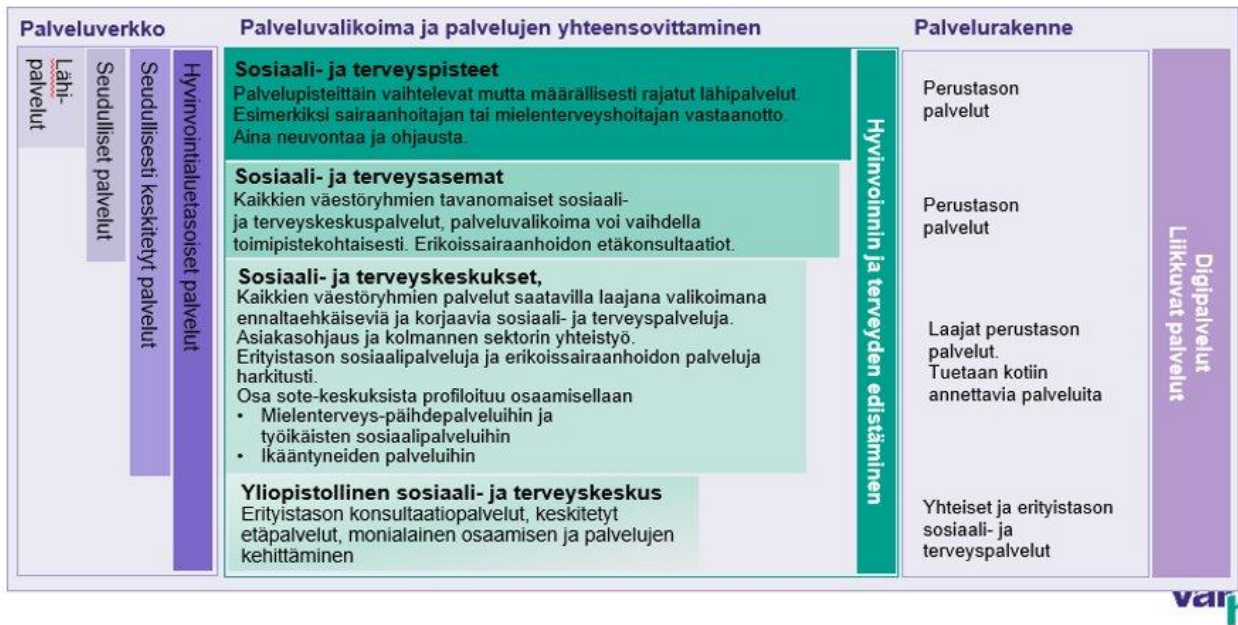 Palveluverkko
Palveluvalikoima ja palvelujen yhteensovittaminen
Palvelurakenne
Lähi-
palvelut
Seudulliset palvelut
Seudullisesti keskitetyt palvelut
Hyvinvointialuetasoiset palvelut
Sosiaali- ja terveyspisteet
Palvelupisteittäin vaihtelevat mutta määrällisesti rajatut lähipalvelut.
Esimerkiksi sairaanhoitajan tai mielenterveyshoitajan vastaanotto.
Aina neuvontaa ja ohjausta.
Sosiaali- ja terveysasemat
Kaikkien väestöryhmien tavanomaiset sosiaali-
ja terveyskeskuspalvelut, palveluvalikoima voi vaihdella
toimipistekohtaisesti. Erikoissairaanhoidon etäkonsultaatiot.
Sosiaali- ja terveyskeskukset,
Kaikkien väestöryhmien palvelut saatavilla laajana valikoimana
ennaltaehkäiseviä ja korjaavia sosiaali- ja terveyspalveluja.
Asiakasohjaus ja kolmannen sektorin yhteistyö.
Erityistason sosiaalipalveluja ja erikoissairaanhoidon palveluja
harkitusti.
Osa sote-keskuksista profiloituu osaamisellaan
• Mielenterveys-päihdepalveluihin ja
työikäisten sosiaalipalveluihin
• Ikääntyneiden palveluihin
Yliopistollinen sosiaali- ja terveyskeskus
Erityistason konsultaatiopalvelut, keskitetyt
etäpalvelut, monialainen osaamisen ja palvelujen
kehittäminen
Hyvinvoinnin ja terveyden edistäminen
Perustason
palvelut
Perustason
palvelut
Laajat perustason
palvelut.
Tuetaan kotiin
annettavia palveluita
Yhteiset ja erityistason
sosiaali- ja
terveyspalvelut
Digipalvelut
Liikkuvat palvelut